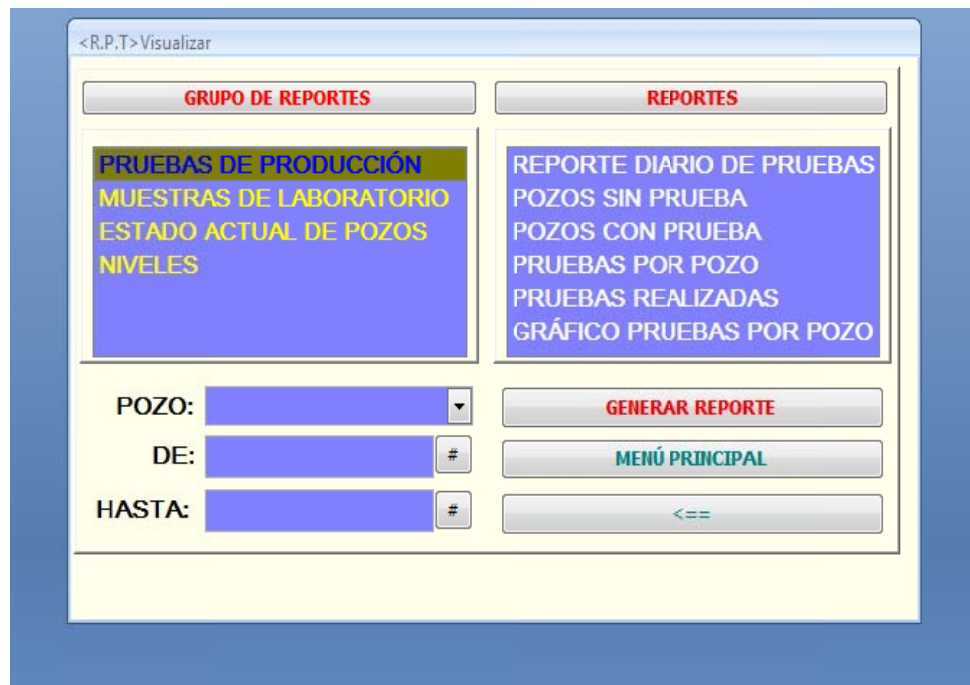 <R.P.T>Visualizar
GRUPO DE REPORTES
REPORTES
PRUEBAS DE PRODUCCIÓN
MUESTRAS DE LABORATORIO
ESTADO ACTUAL DE POZOS
NIVELES
REPORTE DIARIO DE PRUEBAS
POZOS SIN PRUEBA
POZOS CON PRUEBA
PRUEBAS POR POZO
PRUEBAS REALIZADAS
GRÁFICO PRUEBAS POR POZO
POZO:
DE:
#
HASTA:
#
GENERAR REPORTE
MENÚ PRINCIPAL
<==